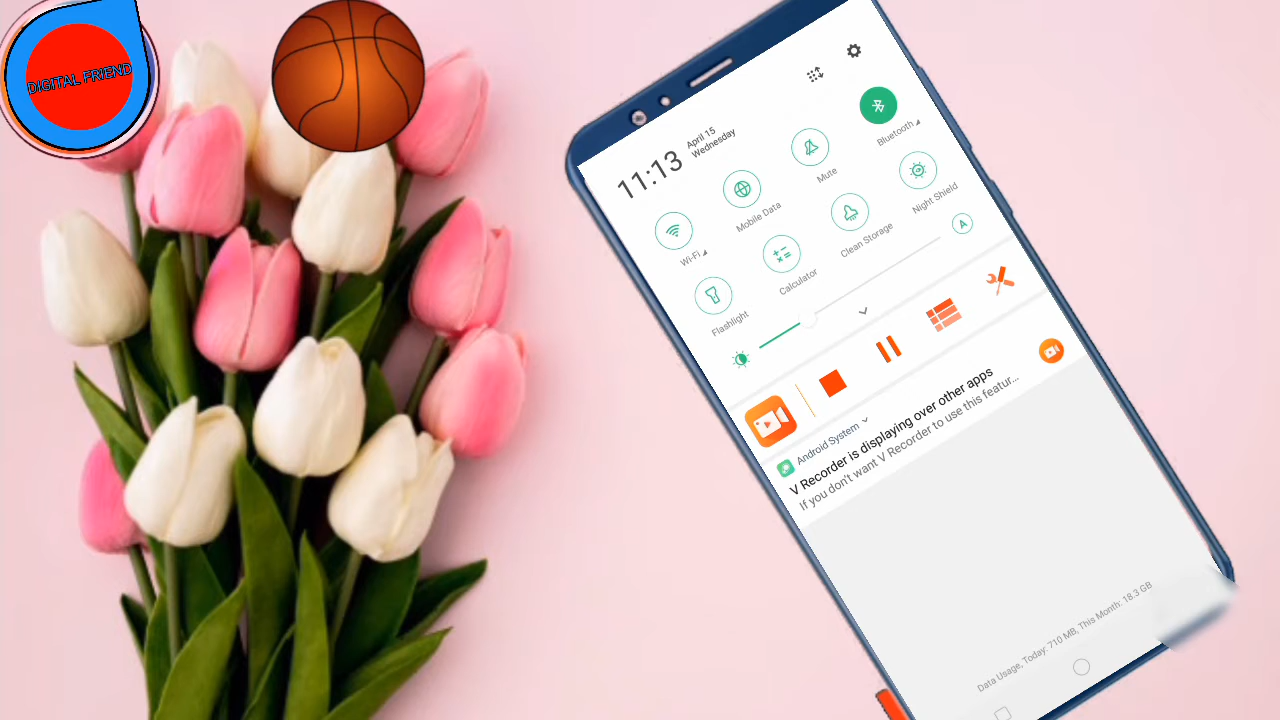 DIGITAL FRIEND
11:13
April 15
Wednesday
Wi-Fi
Mobile Data
Mute
Bluetooth
Flashlight
Calculator
Clean Storage
Night Shield
A
Android System
V Recorder is displaying over other apps
If you don't want V Recorder to use this featur...
Data Usage, Today: 710 MB, This Month: 18.3 GB